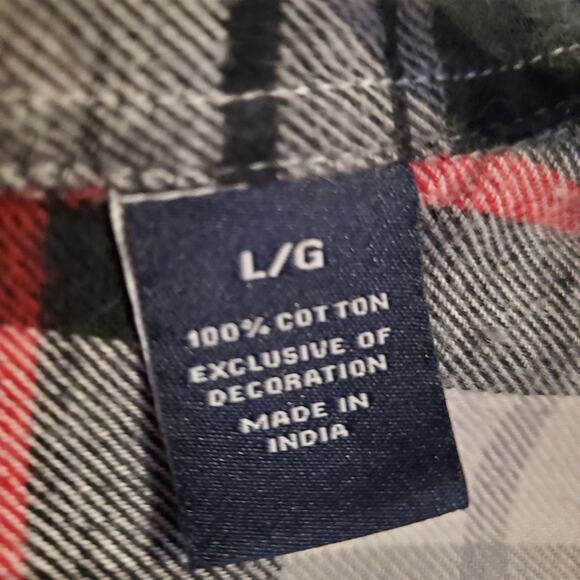 L/G
100% COTTON
EXCLUSIVE OF
DECORATION
MADE IN
INDIA